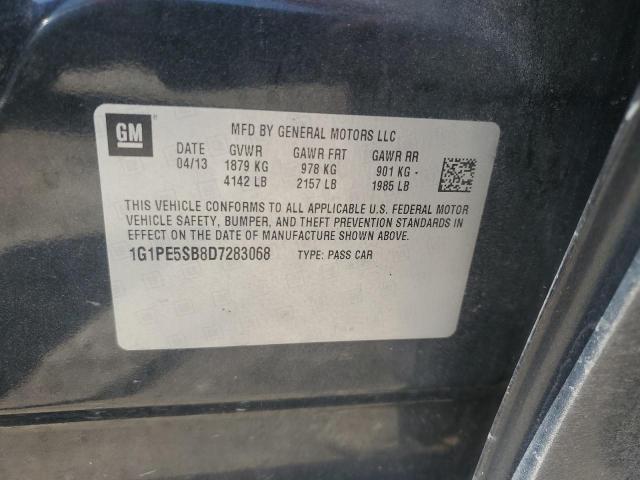 GM
MFD BY GENERAL MOTORS LLC
DATE GVWR GAWR FRT GAWR RR
04/13 1879 KG 978 KG 901 KG
4142 LB 2157 LB 1985 LB
THIS VEHICLE CONFORMS TO ALL APPLICABLE U.S. FEDERAL MOTOR
VEHICLE SAFETY, BUMPER, AND THEFT PREVENTION STANDARDS IN
EFFECT ON THE DATE OF MANUFACTURE SHOWN ABOVE.
1G1PE5SB8D7283068 TYPE: PASS CAR